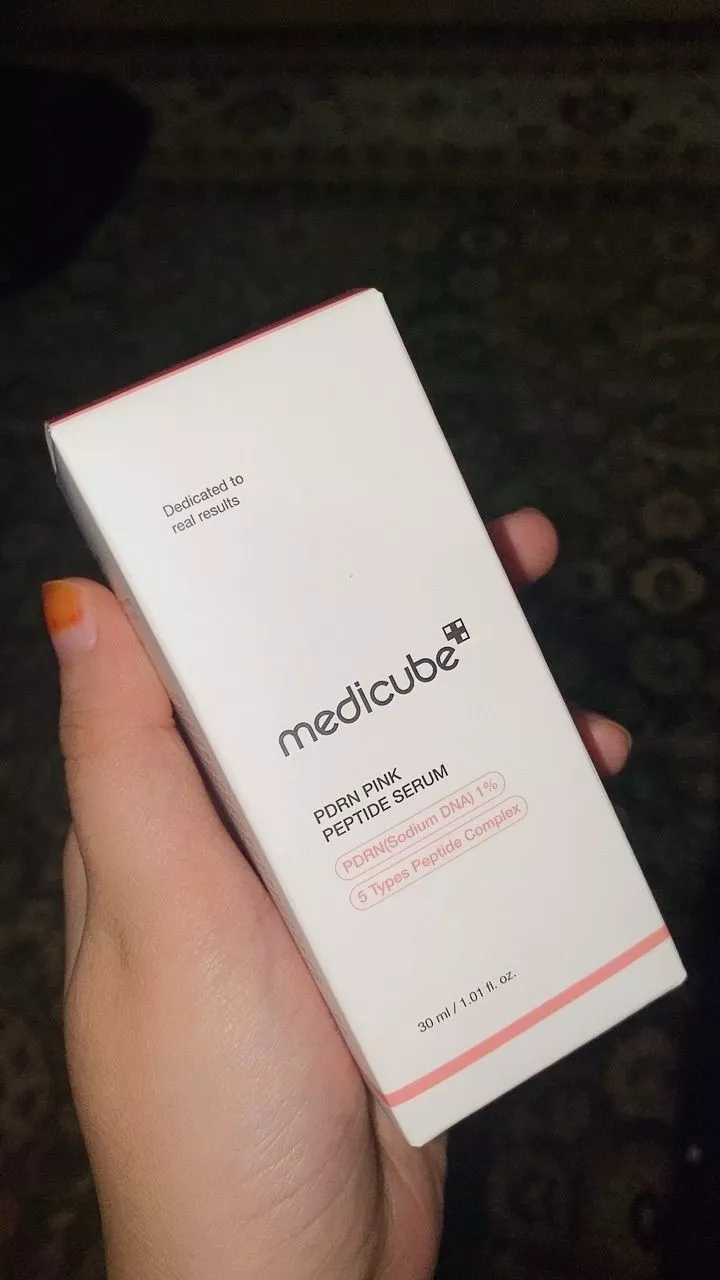 Dedicated to
real results
medicube
PDRN PINK
PEPTIDE SERUM
PDRN(Sodium DNA) 1%
5 Types Peptide Complex
30 ml / 1.01 fl. oz.